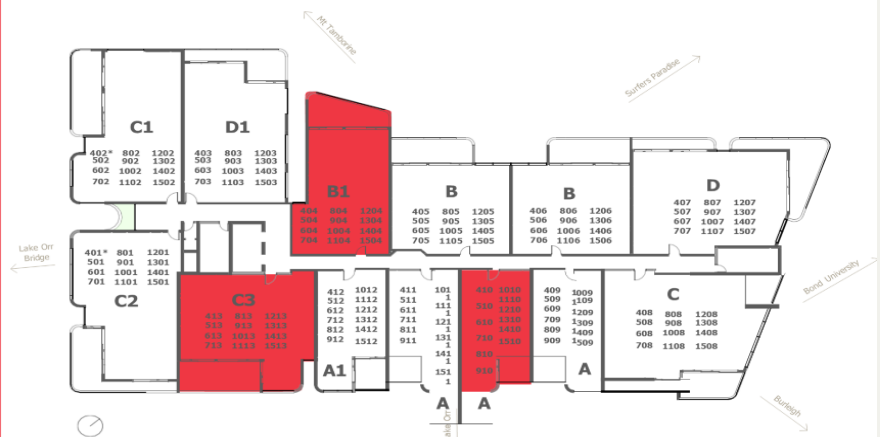 Mt Tamborine
Surfers Paradise
C1
402* 802 1202
502 902 1302
602 1002 1402
702 1102 1502
D1
403 803 1203
503 903 1303
603 1003 1403
703 1103 1503
B1
404 804 1204
504 904 1304
604 1004 1404
704 1104 1504
B
405 805 1205
505 905 1305
605 1005 1405
705 1105 1505
B
406 806 1206
506 906 1306
606 1006 1406
706 1106 1506
D
407 807 1207
507 907 1307
607 1007 1407
707 1107 1507
Lake Orr
Bridge
401* 801 1201
501 901 1301
601 1001 1401
701 1101 1501
C2
C3
413 813 1213
513 913 1313
613 1013 1413
713 1113 1513
412 1012
512 1112
612 1212
712 1312
812 1412
912 1512
A1
411 101
511 1
611 111
711 1
811 121
911 1
131
1
141
1
151
1
A
410 1010
1110
510 1210
610 1310
1410
710 1510
810
910
A
409 1009
509 1109
609 1209
709 1309
809 1409
909 1509
A
C
408 808 1208
508 908 1308
608 1008 1408
708 1108 1508
Bond University
Burleigh
ake Or